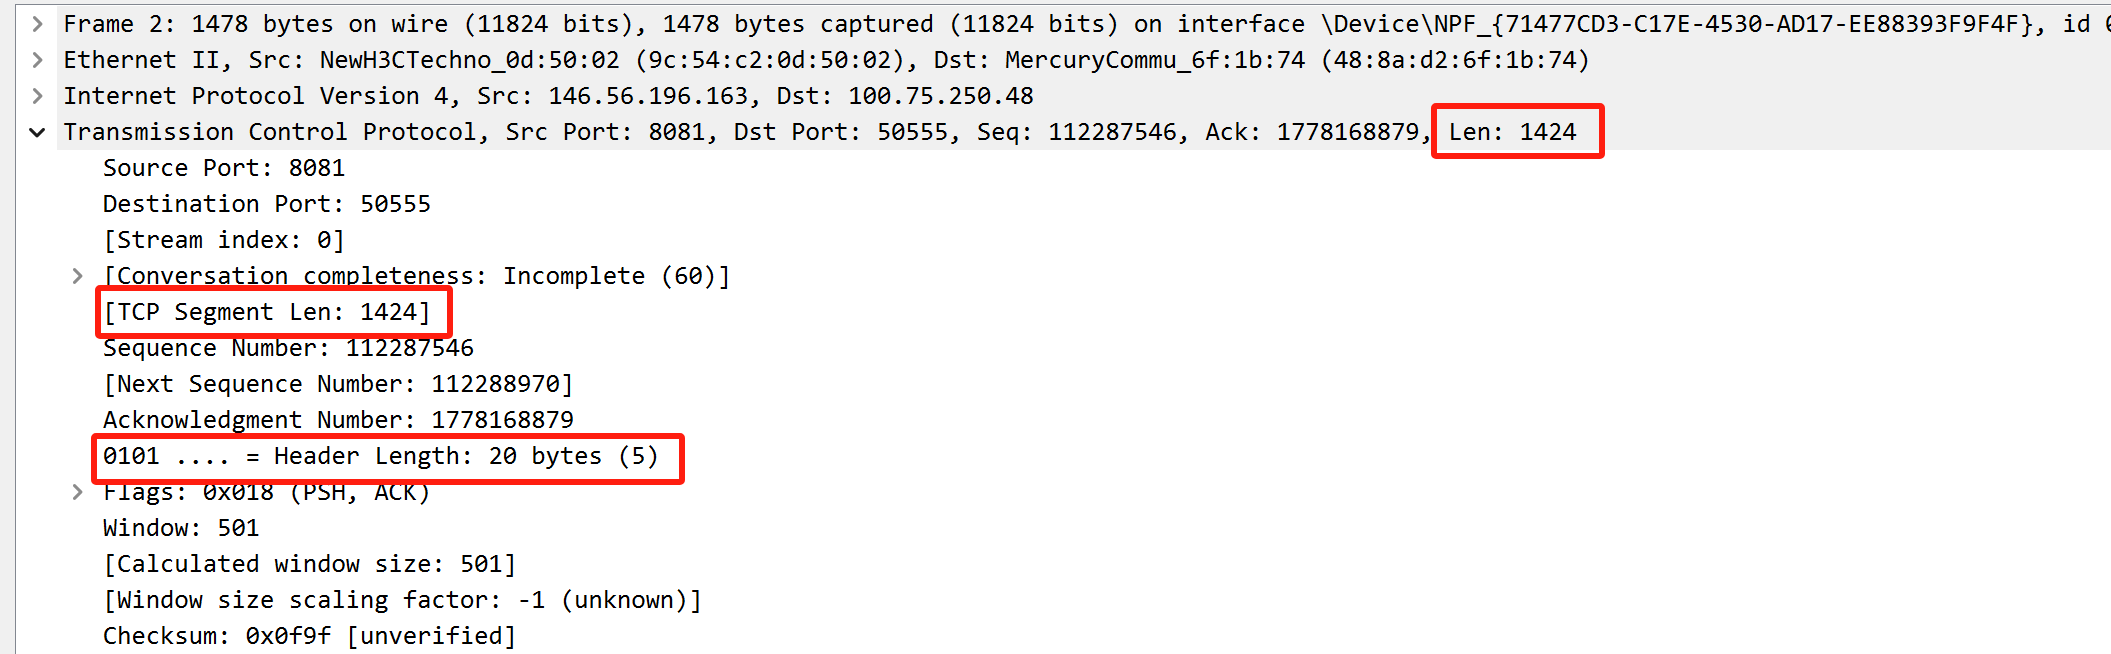 Frame 2: 1478 bytes on wire (11824 bits), 1478 bytes captured (11824 bits) on interface \Device\NPF_{71477CD3-C17E-4530-AD17-EE88393F9F4F}, id
Ethernet II, Src: NewH3CTechno_0d:50:02 (9c:54:c2:0d:50:02), Dst: MercuryCommu_6f:1b:74 (48:8a:d2:6f:1b:74)
Internet Protocol Version 4, Src: 146.56.196.163, Dst: 100.75.250.48
Transmission Control Protocol, Src Port: 8081, Dst Port: 50555, Seq: 112287546, Ack: 1778168879, Len: 1424
Source Port: 8081
Destination Port: 50555
[Stream index: 0]
[Conversation completeness: Incomplete (60)]
[TCP Segment Len: 1424]
Sequence Number: 112287546
[Next Sequence Number: 112288970]
Acknowledgment Number: 1778168879
0101 .... = Header Length: 20 bytes (5)
Flags: 0x018 (PSH, ACK)
Window: 501
[Calculated window size: 501]
[Window size scaling factor: -1 (unknown)]
Checksum: 0x0f9f [unverified]